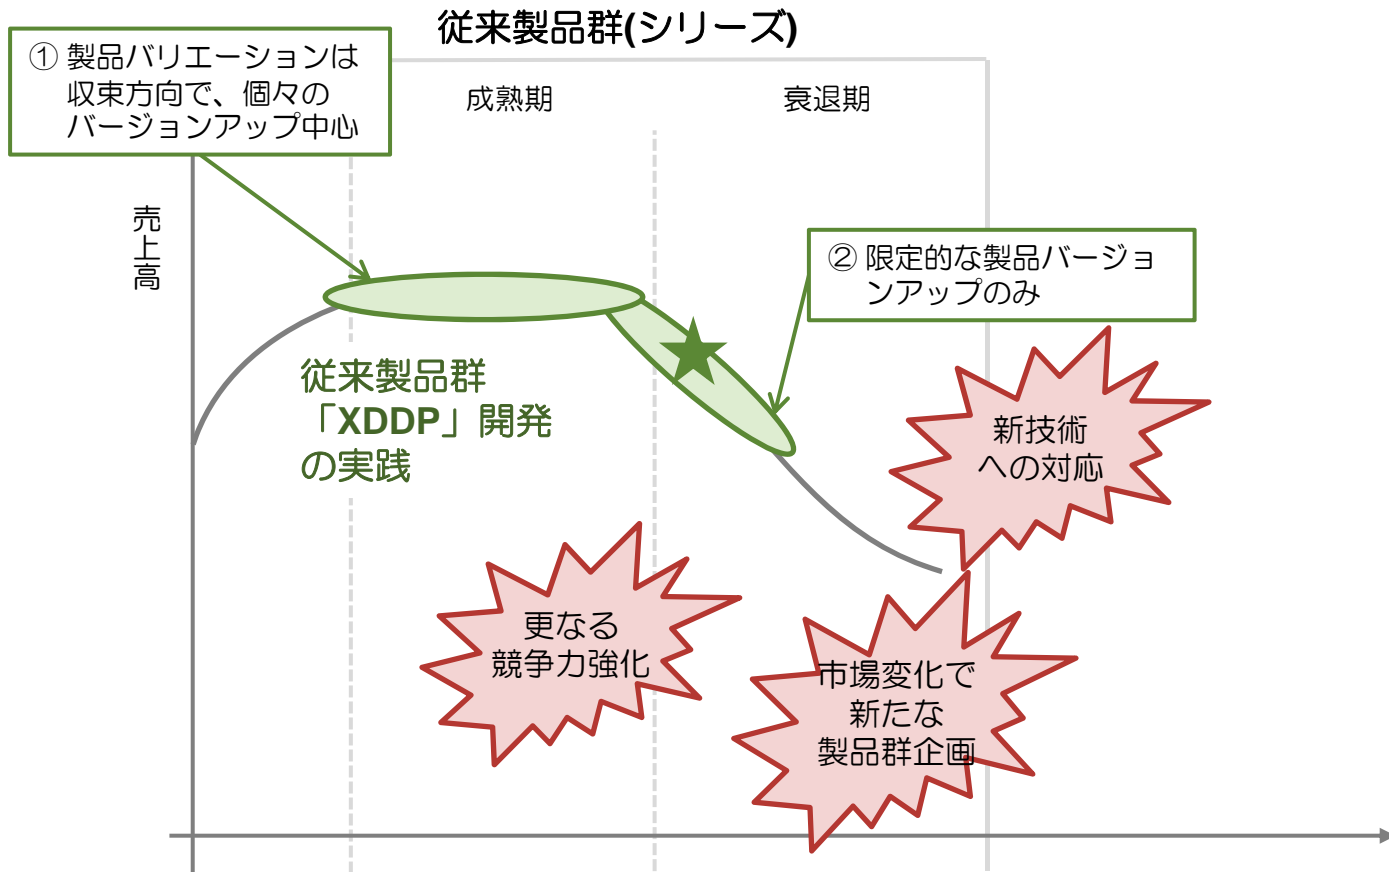 従来製品群(シリーズ)
① 製品バリエーションは
収束方向で、個々の
バージョンアップ中心
成熟期
衰退期
売上高
② 限定的な製品バージョ
ンアップのみ
従来製品群
「XDDP」開発
の実践
新技術
への対応
更なる
競争力強化
市場変化で
新たな
製品群企画